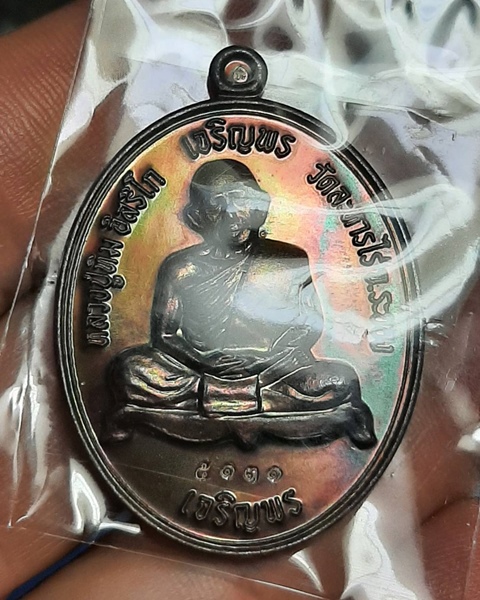 เจริญพร
หลวงปู่ทิม อิสริโก
วัดละหารไร่ จ.ระยอง
๕๑๒๑
เจริญพร